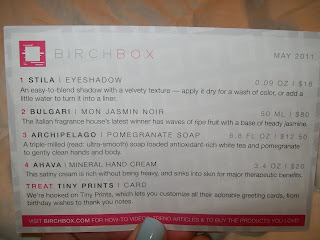 BIRCHBOX
MAY 2011
1 STILA | EYESHADOW 0.09 OZ | $18
An easy-to-blend shadow with a velvety texture — apply it dry for a wash of color, or add a
little water to turn it into a liner.
2 BULGARI | MON JASMIN NOIR 50 ML | $80
The Italian fragrance house's latest winner has waves of ripe fruit with a base of heady jasmine.
3 ARCHIPELAGO | POMEGRANATE SOAP 8.8 FL OZ | $12.50
A triple-milled (read: ultra-smooth) soap loaded antioxidant-rich white tea and pomegranate
to gently clean hands and body.
4 AHAVA | MINERAL HAND CREAM 3.4 OZ | $20
This satiny cream is rich without being heavy, and sinks into skin for major therapeutic benefits.
TREAT TINY PRINTS | CARD
We're hooked on Tiny Prints, which lets you customize all their adorable greeting cards, from
birthday wishes to thank you notes.
VISIT BIRCHBOX.COM FOR HOW-TO VIDEOS, TREND ARTICLES & TO BUY THE PRODUCTS YOU LOVE!